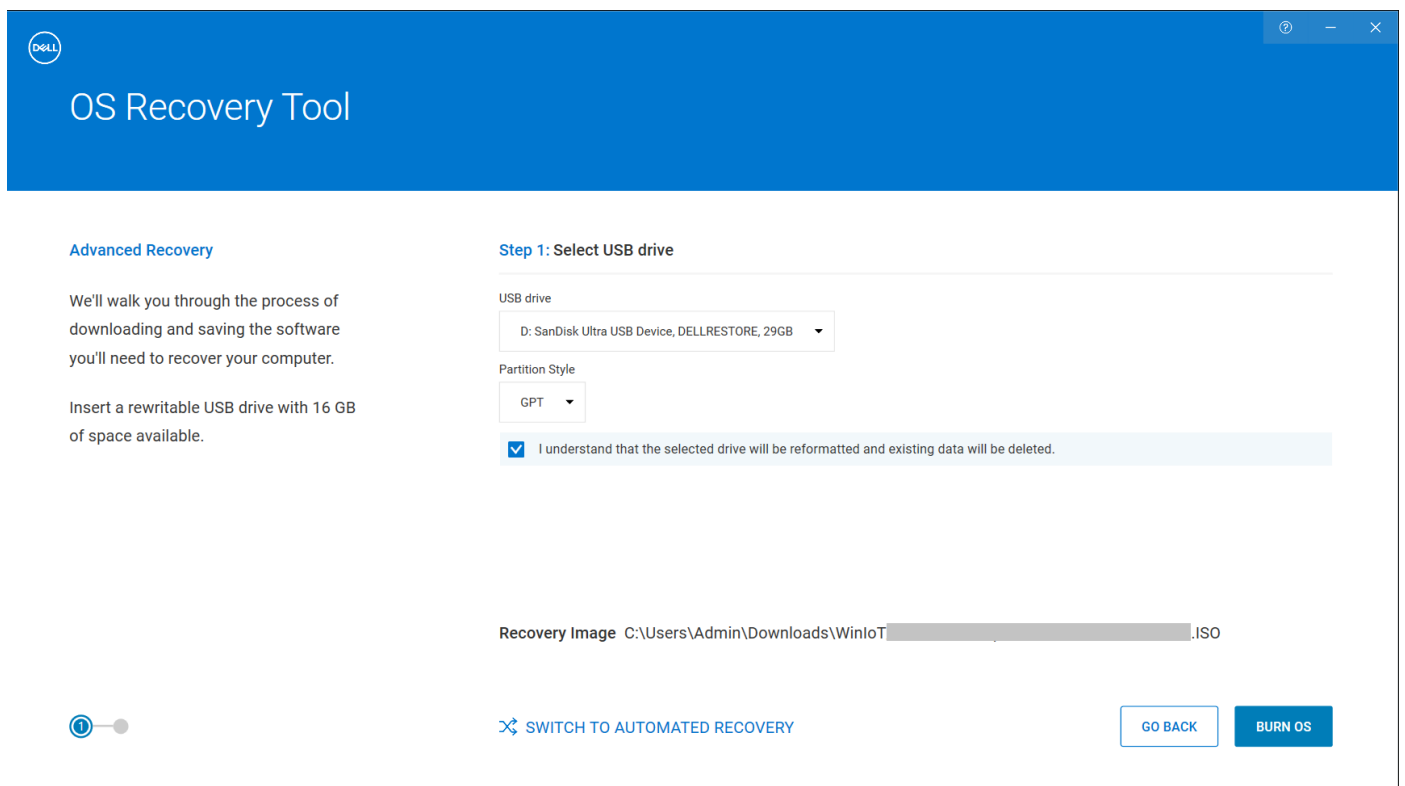 DELL
OS Recovery Tool
Advanced Recovery
We'll walk you through the process of
downloading and saving the software
you'll need to recover your computer.
Insert a rewritable USB drive with 16 GB
of space available.
Step 1: Select USB drive
USB drive
D: SanDisk Ultra USB Device, DELLRESTORE, 29GB
Partition Style
GPT
I understand that the selected drive will be reformatted and existing data will be deleted.
Recovery Image C:\Users\Admin\Downloads\WinIoT .ISO
1
SWITCH TO AUTOMATED RECOVERY
GO BACK
BURN OS